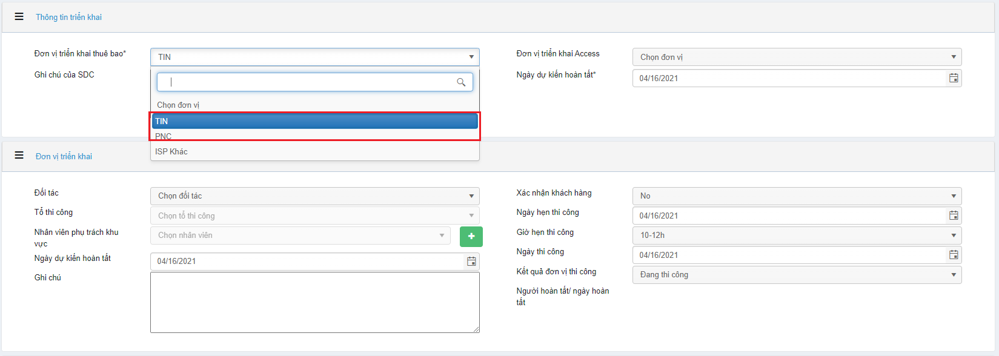 Thông tin triển khai
Đơn vị triển khai thuê bao*
TIN
Đơn vị triển khai Access
Chọn đơn vị
Ghi chú của SDC
Ngày dự kiến hoàn tất*
04/16/2021
Chọn đơn vị
TIN
PNC
ISP Khác
Đơn vị triển khai
Đối tác
Chọn đối tác
Xác nhận khách hàng
No
Tổ thi công
Chọn tổ thi công
Ngày hẹn thi công
04/16/2021
Nhân viên phụ trách khu
vực
Chọn nhân viên
Giờ hẹn thi công
10-12h
Ngày dự kiến hoàn tất
04/16/2021
Ngày thi công
04/16/2021
Ghi chú
Kết quả đơn vị thi công
Đang thi công
Người hoàn tất/ ngày hoàn
tất